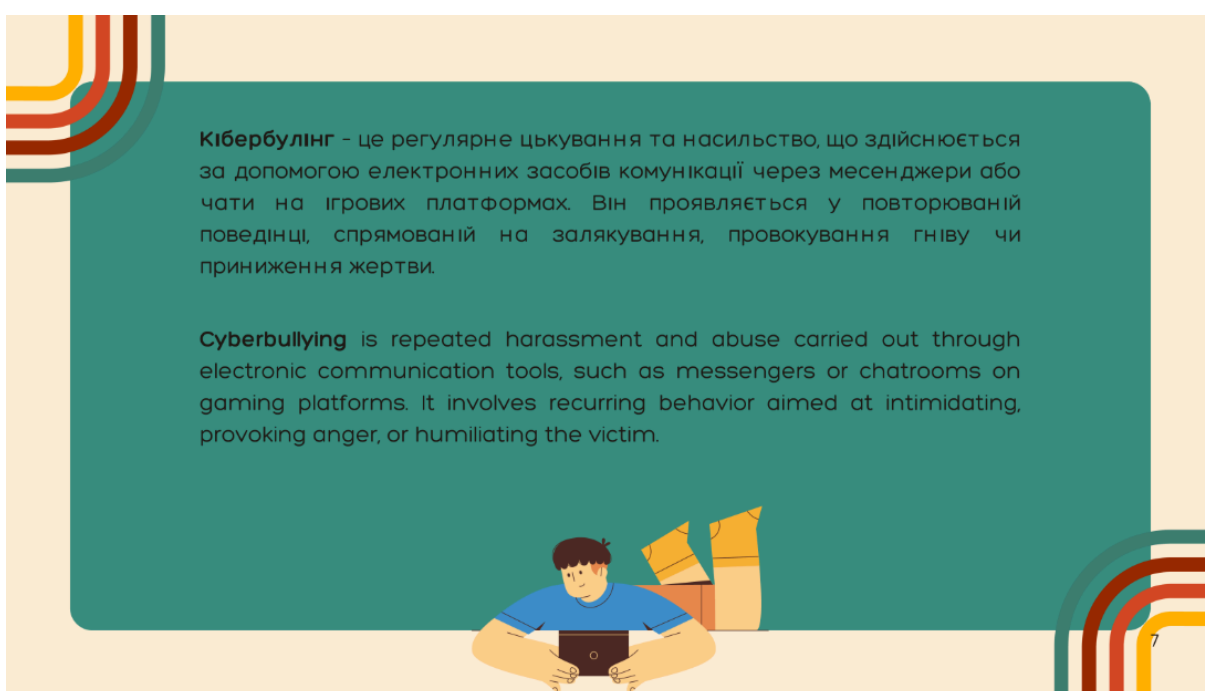 Кібербулінг - це регулярне цькування та насильство, що здійснюється
за допомогою електронних засобів комунікації через месенджери або
чати на ігрових платформах. Він проявляється у повторюваній
поведінці, спрямованій на залякування, провокування гніву чи
приниження жертви.
Cyberbullying is repeated harassment and abuse carried out through
electronic communication tools, such as messengers or chatrooms on
gaming platforms. It involves recurring behavior aimed at intimidating,
provoking anger, or humiliating the victim.
7